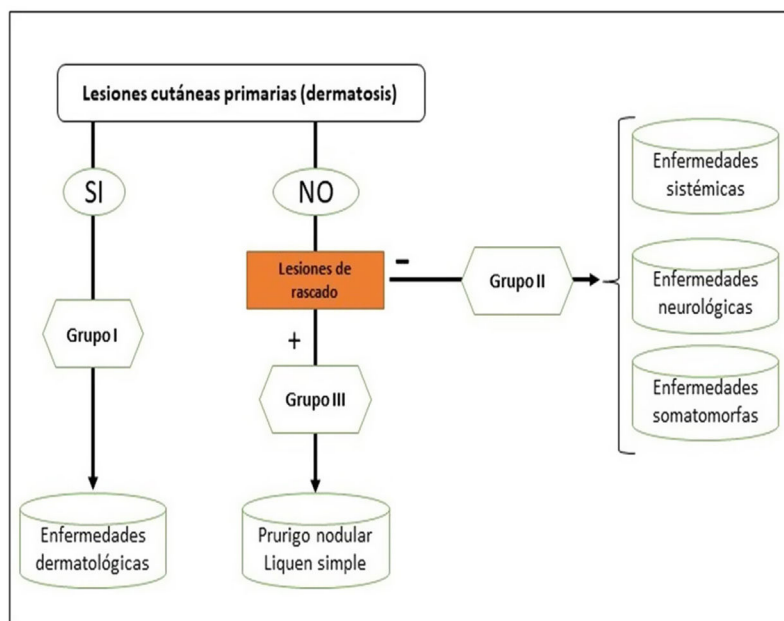 Lesiones cutáneas primarias (dermatosis)
SI
NO
Lesiones de
rascado
-
+
Grupo I
Grupo II
Grupo III
Enfermedades
sistémicas
Enfermedades
neurológicas
Enfermedades
somatomorfas
Enfermedades
dermatológicas
Prurigo nodular
Liquen simple